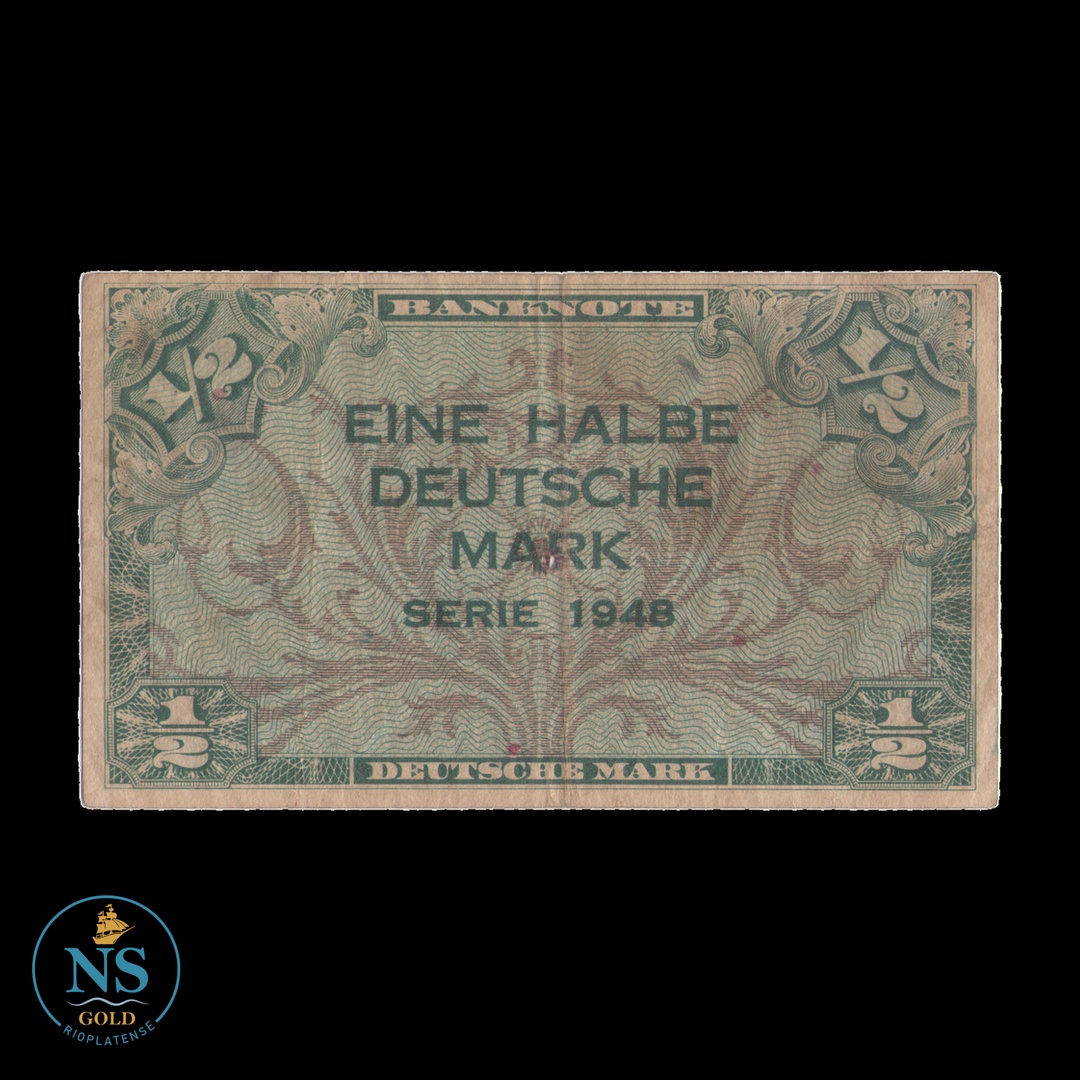 BANKNOTE
1/2
1/2
EINE HALBE
DEUTSCHE
MARK
SERIE 1948
1/2
1/2
DEUTSCHE MARK
NS
GOLD
RIOPLATENSE